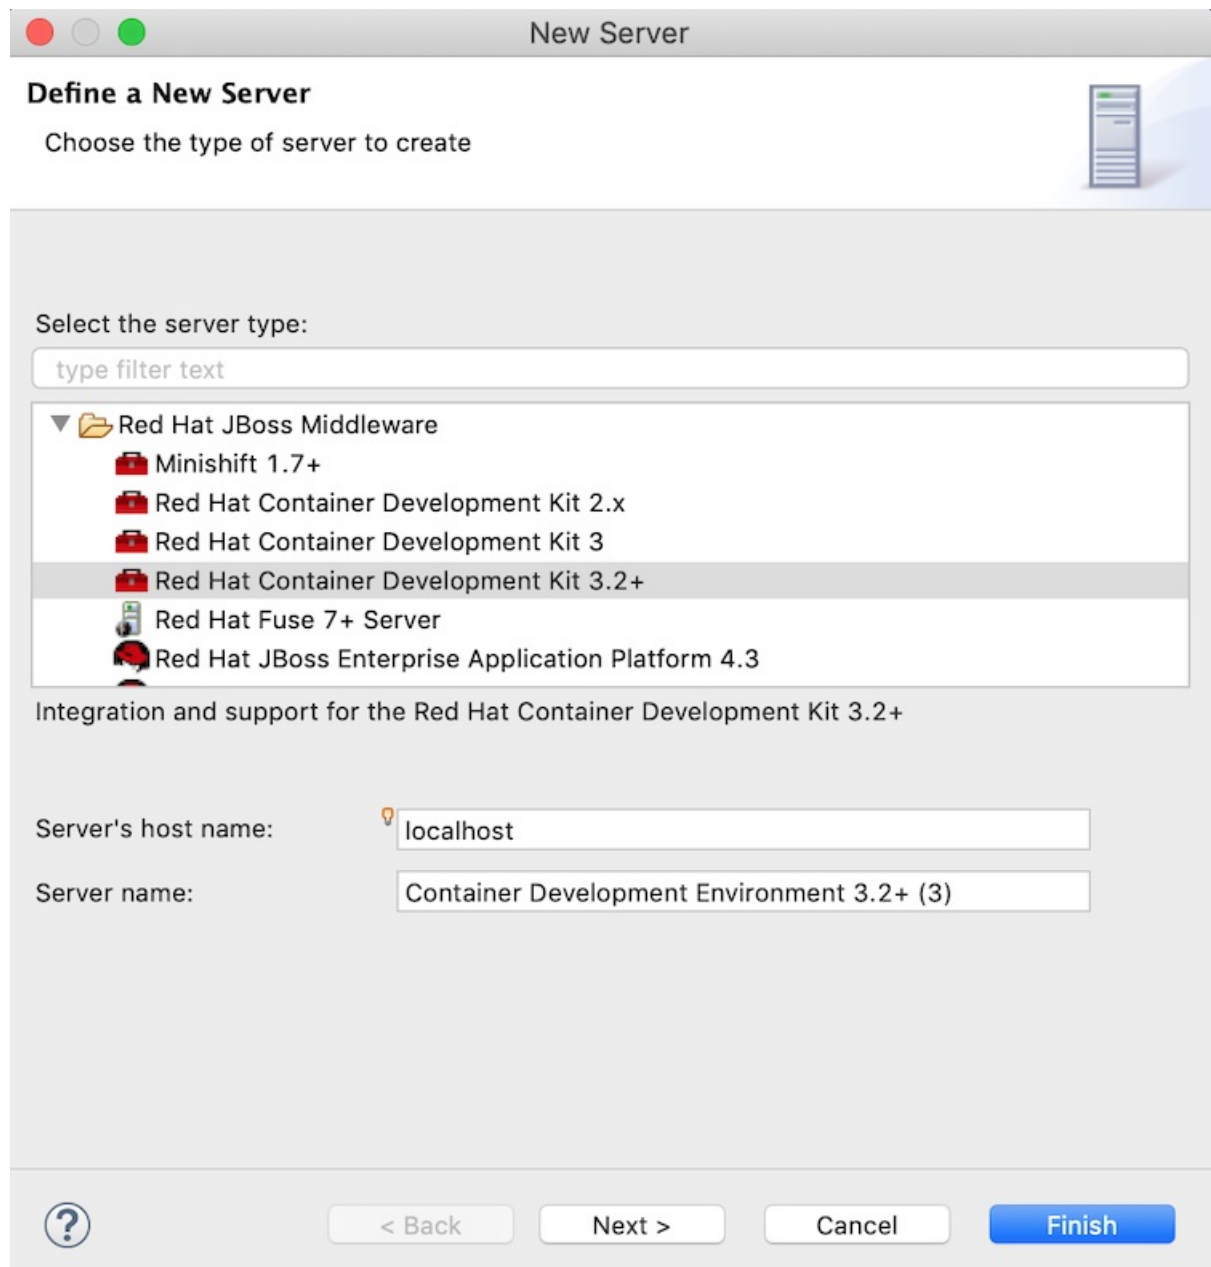 New Server
Define a New Server
Choose the type of server to create
Select the server type:
type filter text
Red Hat JBoss Middleware
Minishift 1.7+
Red Hat Container Development Kit 2.x
Red Hat Container Development Kit 3
Red Hat Container Development Kit 3.2+
Red Hat Fuse 7+ Server
Red Hat JBoss Enterprise Application Platform 4.3
Integration and support for the Red Hat Container Development Kit 3.2+
Server's host name: localhost
Server name: Container Development Environment 3.2+ (3)
? < Back Next > Cancel Finish